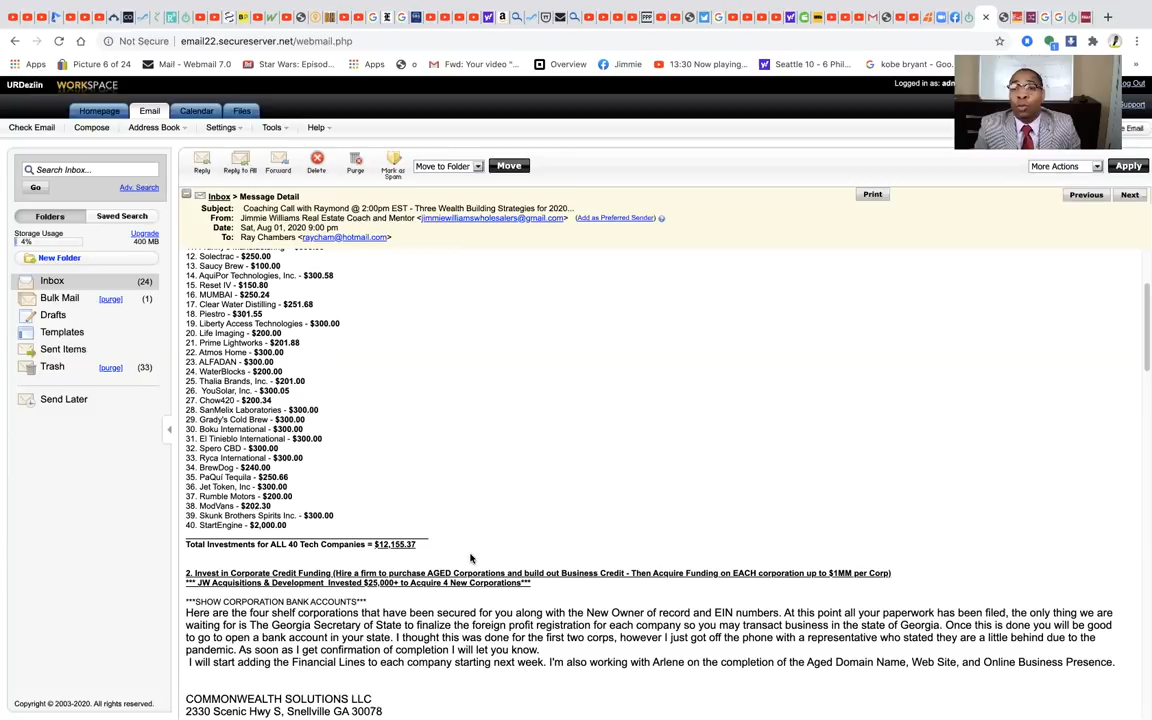 Not Secure | email22.secureserver.net/webmail.php
Apps Picture 6 of 24 Mail - Webmail 7.0 Star Wars: Episod... Apps o Fwd: Your video "... Overview Jimmie 13:30 Now playing... Seattle 10 - 6 Phil... kobe bryant - Goo... »
URDeziin WORKSPACE Logged in as: adm Log Out
Homepage Email Calendar Files Support
Check Email Compose Address Book Settings Tools Help e Email
Search Inbox...
Go Adv. Search
Folders Saved Search
Storage Usage Upgrade
4% 400 MB
New Folder
Inbox (24)
Bulk Mail [purge] (1)
Drafts
Templates
Sent Items
Trash [purge] (33)
Send Later
Copyright © 2003-2020. All rights reserved.
Reply Reply to All Forward Delete Purge Mark as Spam Move to Folder Move More Actions Apply
Inbox > Message Detail Print Previous Next
Subject: Coaching Call with Raymond @ 2:00pm EST - Three Wealth Building Strategies for 2020...
From: Jimmie Williams Real Estate Coach and Mentor <jimmiewilliamswholesalers@gmail.com> (Add as Preferred Sender)
Date: Sat, Aug 01, 2020 9:00 pm
To: Ray Chambers <raycham@hotmail.com>
12. Solectrac - $250.00
13. Saucy Brew - $100.00
14. AquiPor Technologies, Inc. - $300.58
15. Reset IV - $150.80
16. MUMBAI - $250.24
17. Clear Water Distilling - $251.68
18. Piestro - $301.55
19. Liberty Access Technologies - $300.00
20. Life Imaging - $200.00
21. Prime Lightworks - $201.88
22. Atmos Home - $300.00
23. ALFADAN - $300.00
24. WaterBlocks - $200.00
25. Thalia Brands, Inc. - $201.00
26. YouSolar, Inc. - $300.05
27. Chow420 - $200.34
28. SanMelix Laboratories - $300.00
29. Grady's Cold Brew - $300.00
30. Boku International - $300.00
31. El Tinieblo International - $300.00
32. Spero CBD - $300.00
33. Ryca International - $300.00
34. BrewDog - $240.00
35. PaQuí Tequila - $250.66
36. Jet Token, Inc - $300.00
37. Rumble Motors - $200.00
38. ModVans - $202.30
39. Skunk Brothers Spirits Inc. - $300.00
40. StartEngine - $2,000.00
Total Investments for ALL 40 Tech Companies = $12,155.37
2. Invest in Corporate Credit Funding (Hire a firm to purchase AGED Corporations and build out Business Credit - Then Acquire Funding on EACH corporation up to $1MM per Corp)
*** JW Acquisitions & Development Invested $25,000+ to Acquire 4 New Corporations***
***SHOW CORPORATION BANK ACCOUNTS***
Here are the four shelf corporations that have been secured for you along with the New Owner of record and EIN numbers. At this point all your paperwork has been filed, the only thing we are
waiting for is The Georgia Secretary of State to finalize the foreign profit registration for each company so you may transact business in the state of Georgia. Once this is done you will be good
to go to open a bank account in your state. I thought this was done for the first two corps, however I just got off the phone with a representative who stated they are a little behind due to the
pandemic. As soon as I get confirmation of completion I will let you know.
I will start adding the Financial Lines to each company starting next week. I'm also working with Arlene on the completion of the Aged Domain Name, Web Site, and Online Business Presence.
COMMONWEALTH SOLUTIONS LLC
2330 Scenic Hwy S, Snellville GA 30078